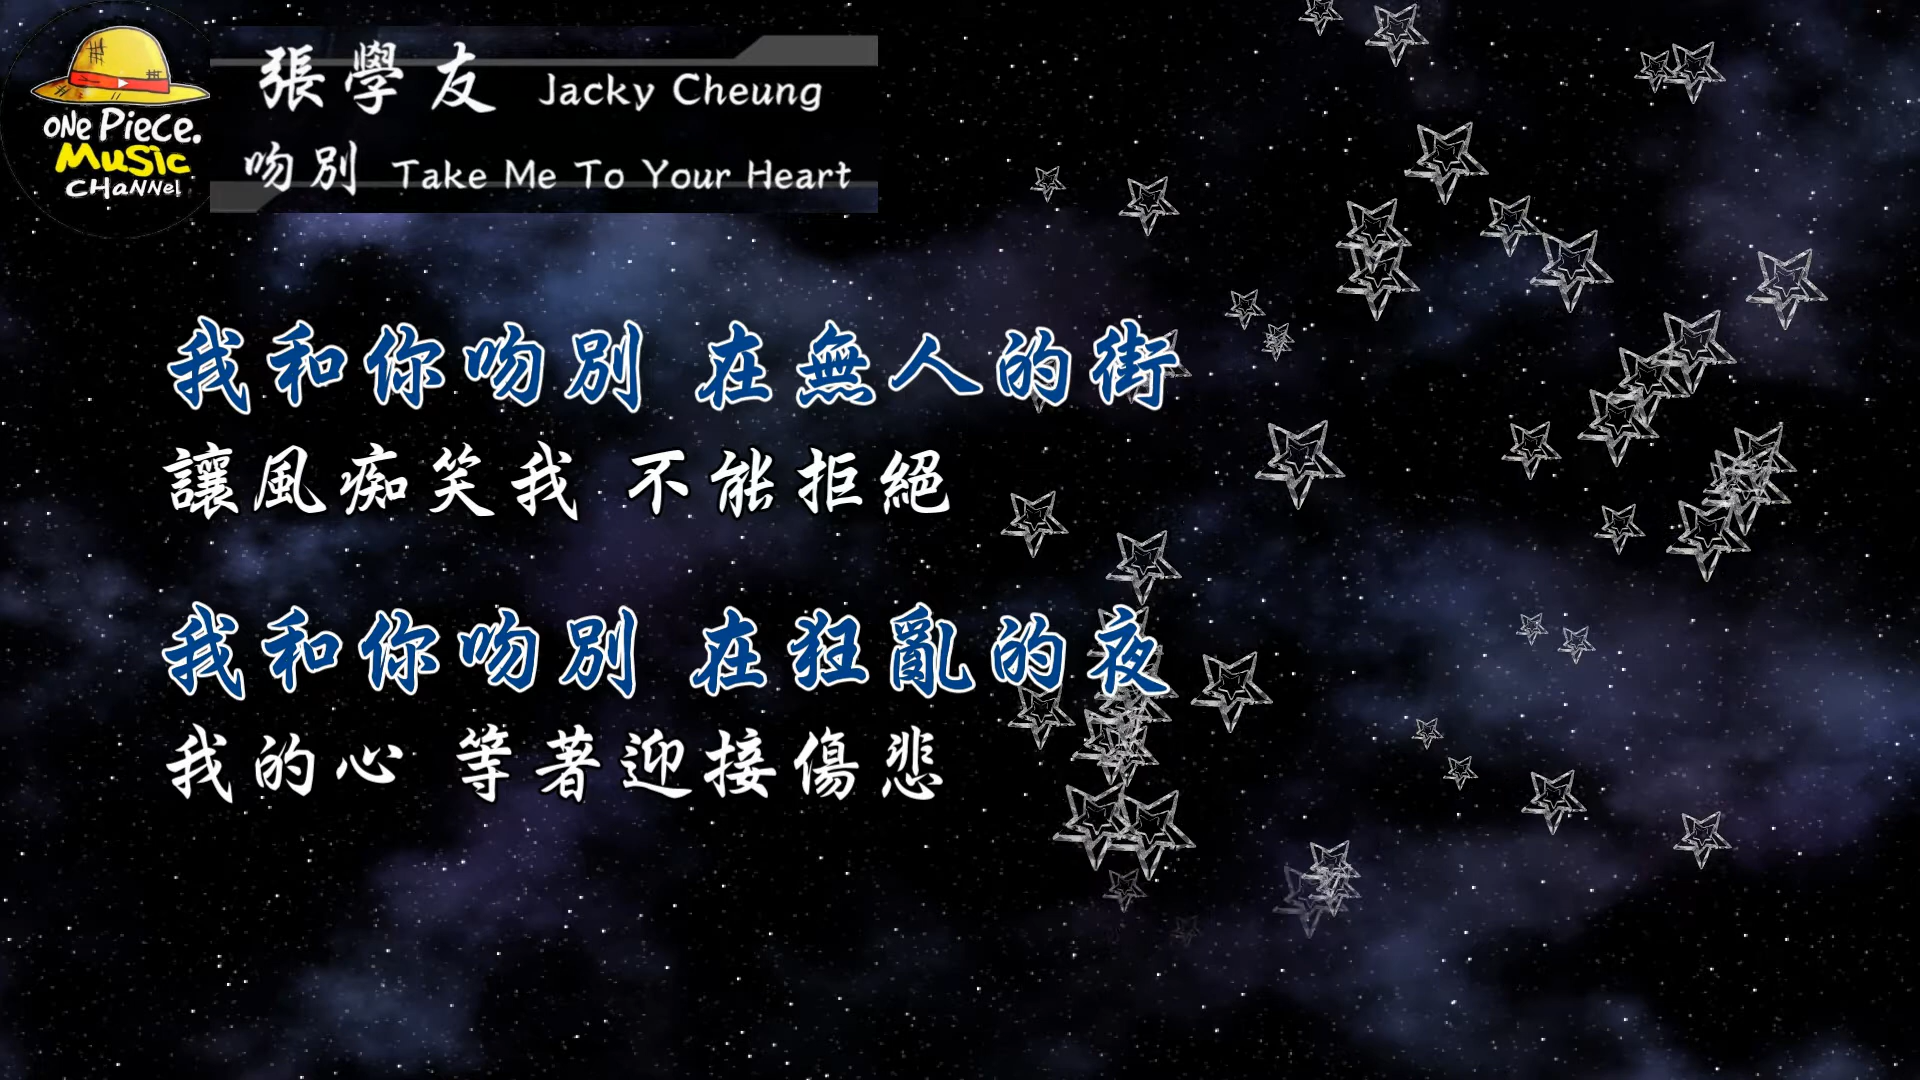 ONE PIECE.
MUSIC
CHANNEL
張學友 Jacky Cheung
吻別 Take Me To Your Heart
我和你吻別 在無人的街
讓風痴笑我 不能拒絕
我和你吻別 在狂亂的夜
我的心 等著迎接傷悲